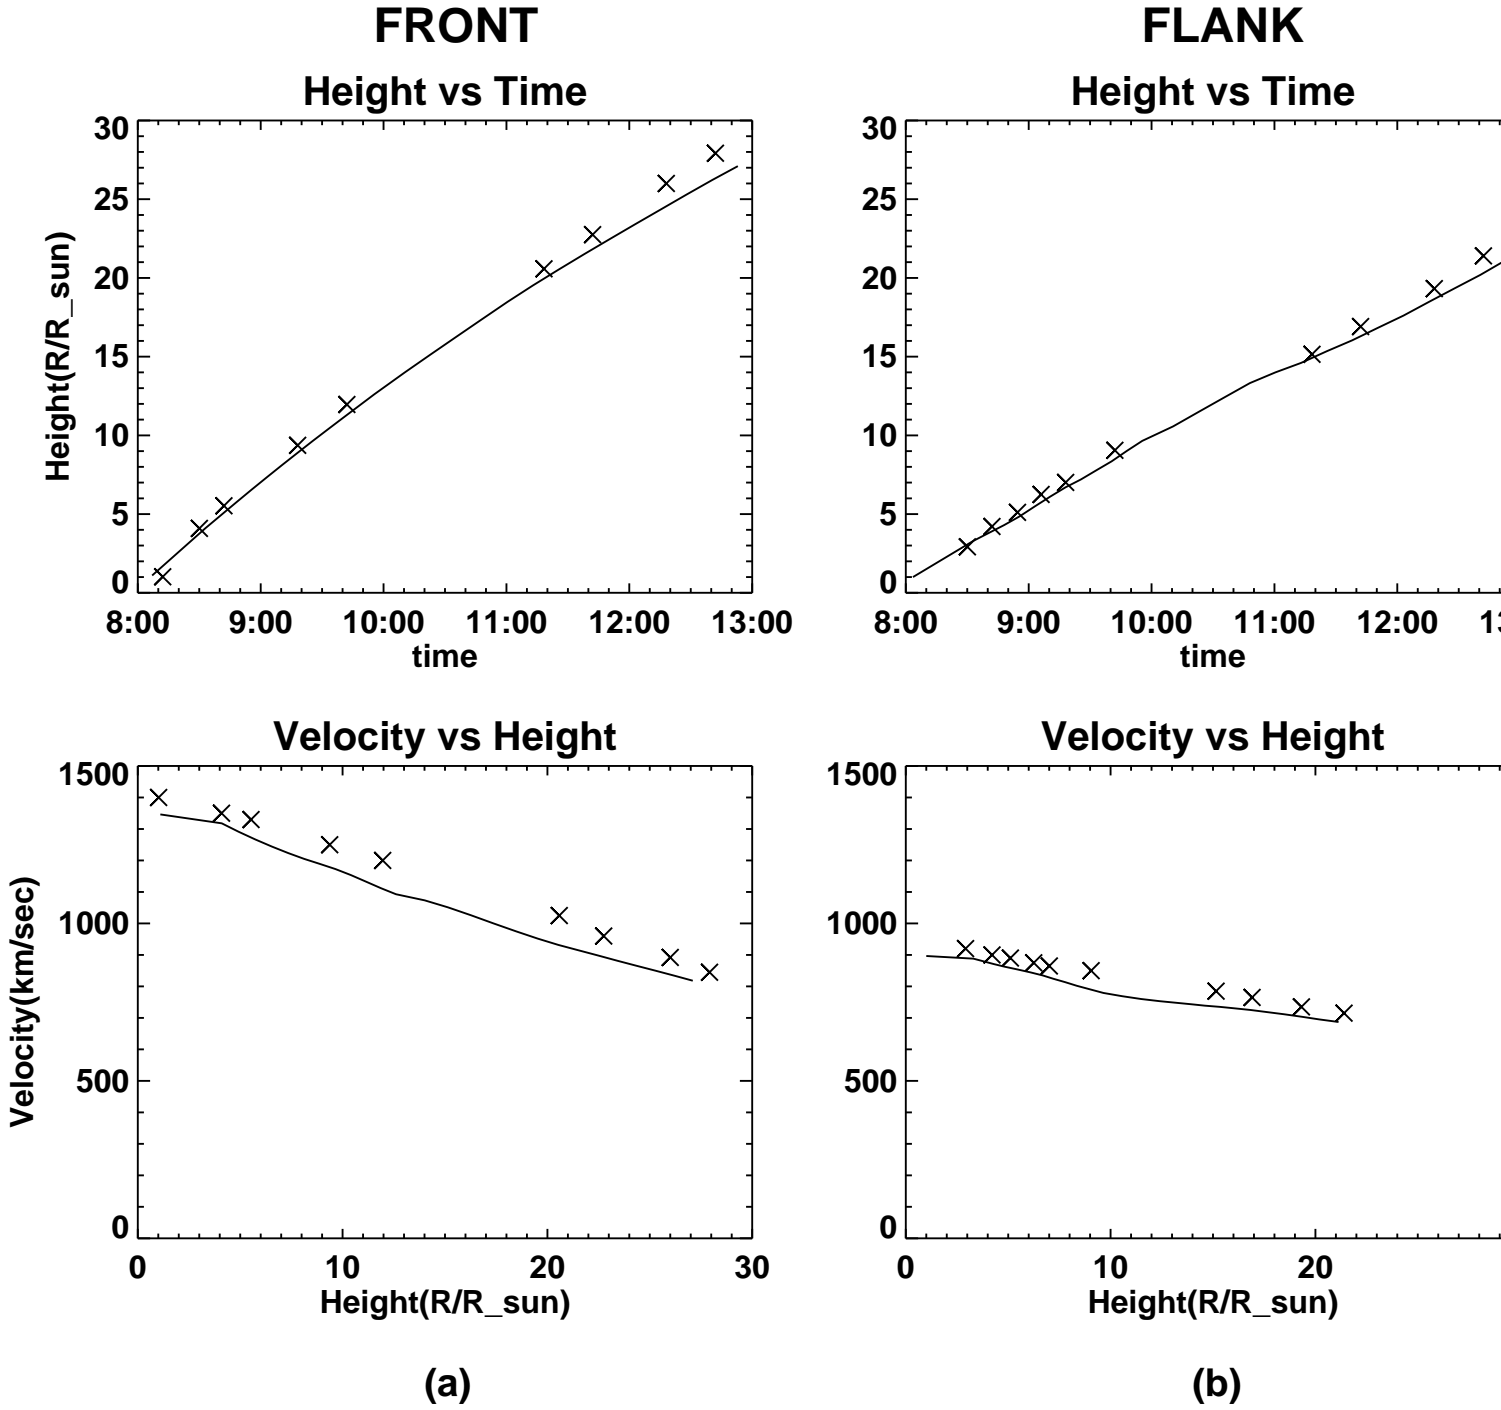 FRONT
FLANK
Height vs Time
Height vs Time
30
25
20
15
10
5
0
Height(R/R_sun)
8:00 9:00 10:00 11:00 12:00 13:00
time
30
25
20
15
10
5
0
8:00 9:00 10:00 11:00 12:00
time
Velocity vs Height
Velocity vs Height
1500
1000
500
0
Velocity(km/sec)
0 10 20 30
Height(R/R_sun)
1500
1000
500
0
0 10 20
Height(R/R_sun)
(a)
(b)